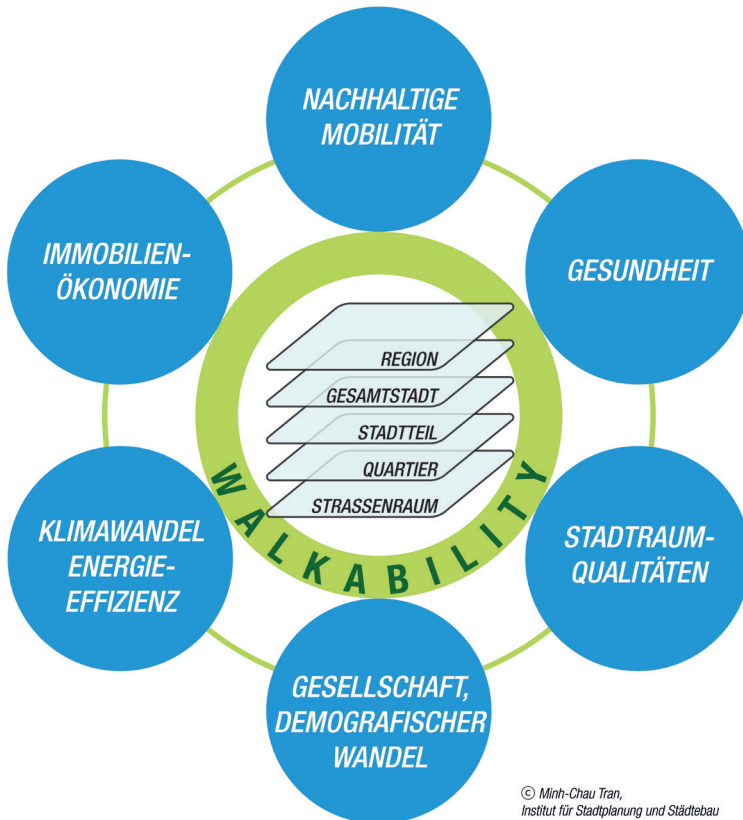 NACHHALTIGE
MOBILITÄT
IMMOBILIEN-
ÖKONOMIE
GESUNDHEIT
REGION
GESAMTSTADT
STADTTEIL
QUARTIER
STRASSENRAUM
WALKABILITY
KLIMAWANDEL
ENERGIE-
EFFIZIENZ
STADTRAUM-
QUALITÄTEN
GESELLSCHAFT,
DEMOGRAFISCHER
WANDEL
© Minh-Chau Tran,
Institut für Stadtplanung und Städtebau